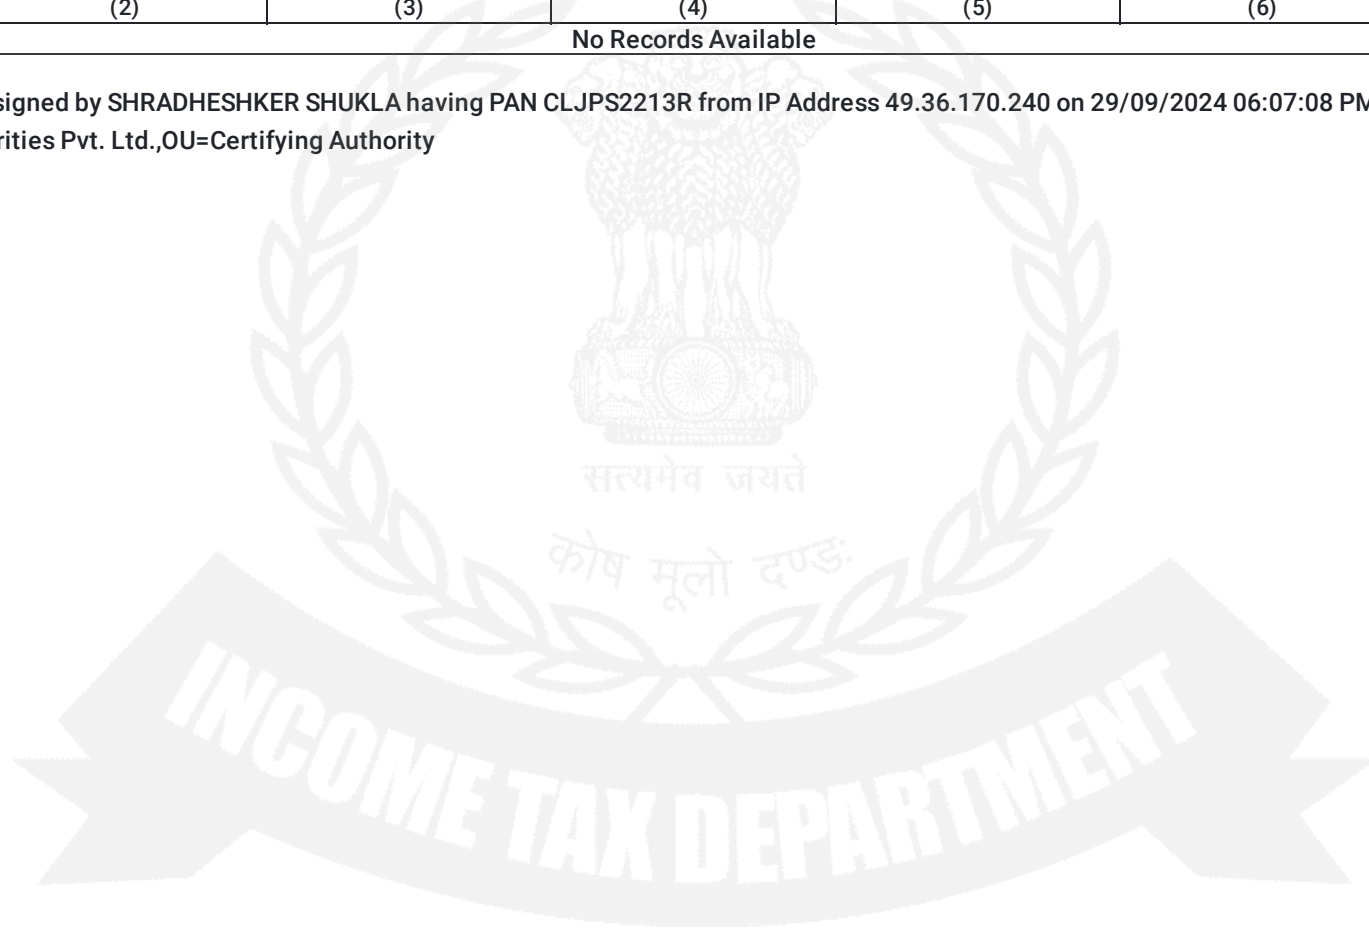 (2) (3) (4) (5) (6)
No Records Available
signed by SHRADHESHKER SHUKLA having PAN CLJPS2213R from IP Address 49.36.170.240 on 29/09/2024 06:07:08 PM
rities Pvt. Ltd.,OU=Certifying Authority
सत्यमेव जयते
कोष मूलो दण्डः
INCOME TAX DEPARTMENT